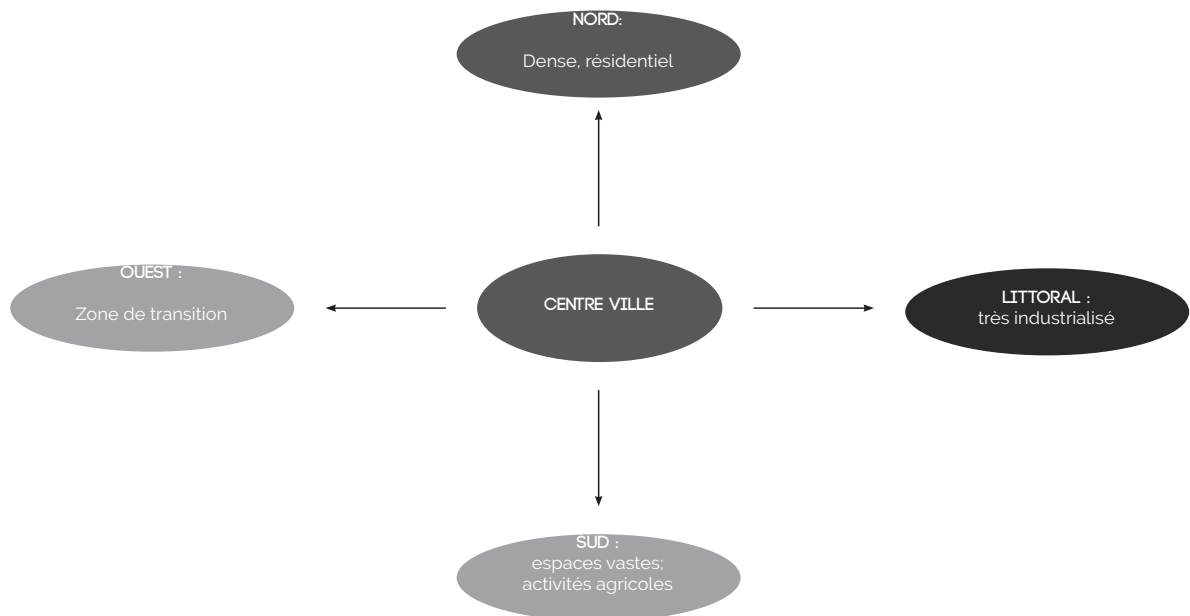 NORD:
Dense, résidentiel
OUEST :
Zone de transition
CENTRE VILLE
LITTORAL :
très industrialisé
SUD :
espaces vastes;
activités agricoles